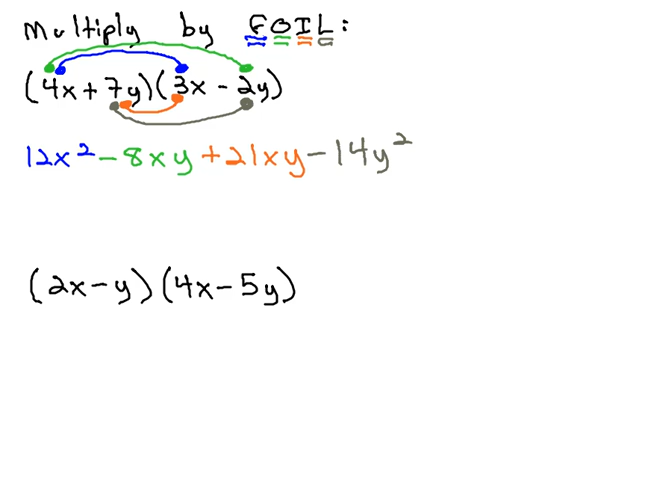 Multiply by FOIL:
(4x + 7y)(3x - 2y)
12x² - 8xy + 21xy - 14y²
(2x - y)(4x - 5y)